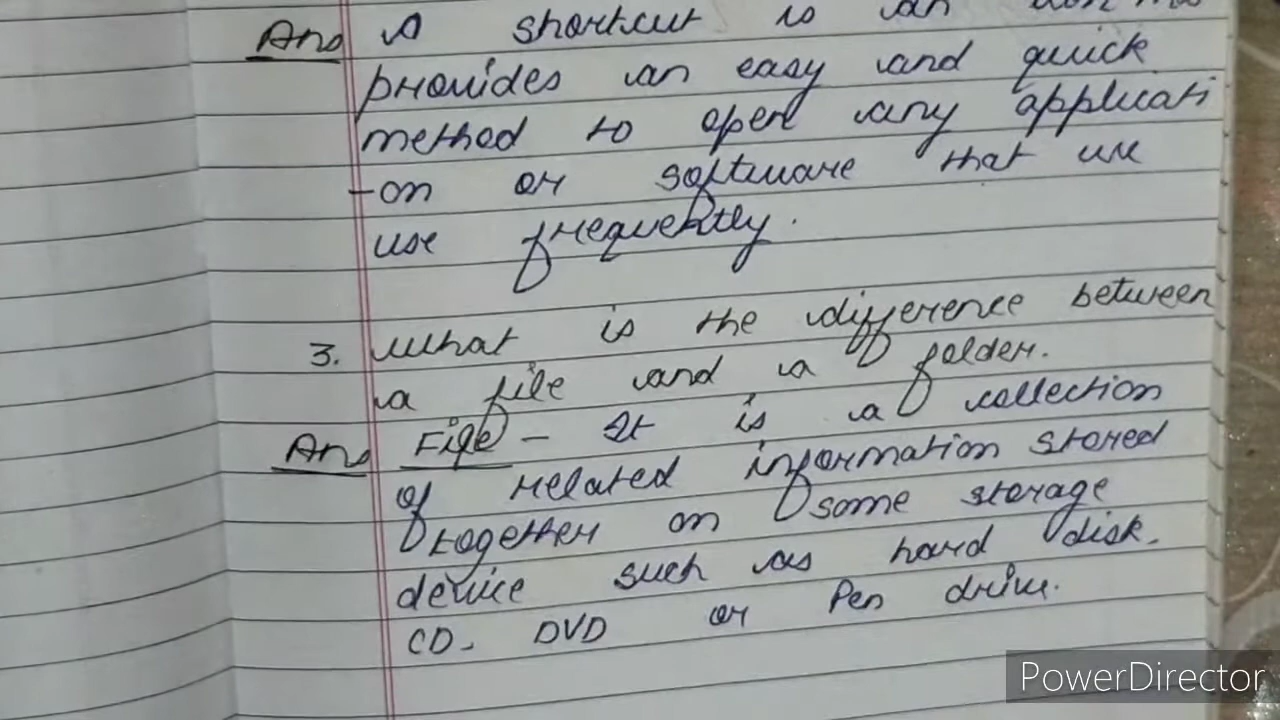 Ans A shortcut is an
provides an easy and quick
method to open any applicati
-on or software that we
use frequently.
3. What is the difference between
a file and a folder.
Ans File - It is a collection
of related information stored
together on some storage
device such as hard disk.
CD. DVD or Pen drive.
PowerDirector